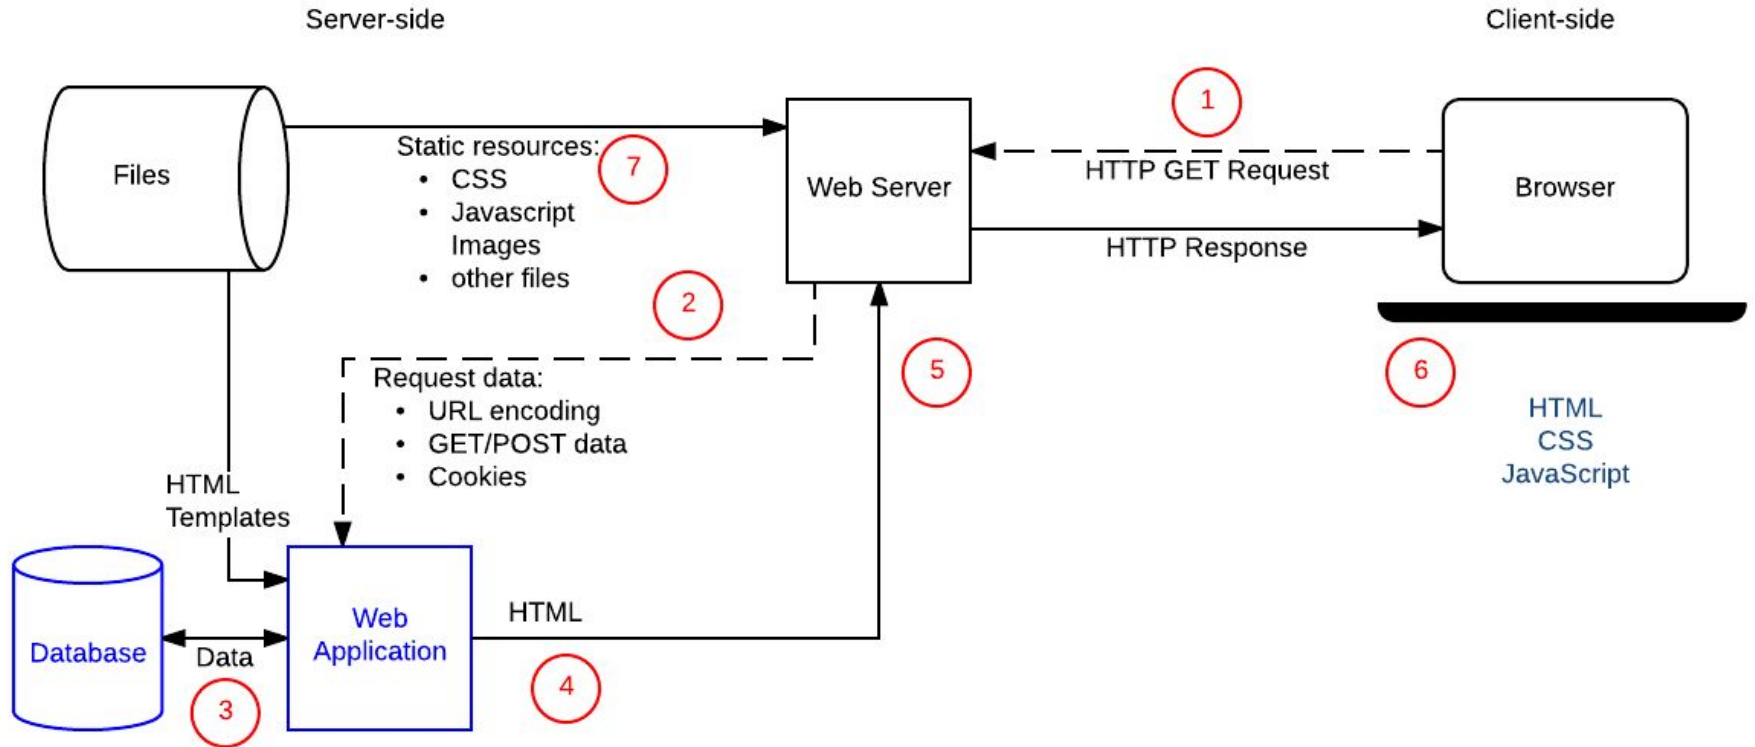 Server-side
Client-side
Files
Static resources:
• CSS
• Javascript
Images
• other files
7
Web Server
1
HTTP GET Request
HTTP Response
Browser
2
Request data:
• URL encoding
• GET/POST data
• Cookies
5
6
HTML
CSS
JavaScript
HTML
Templates
Database
Data
3
Web
Application
HTML
4